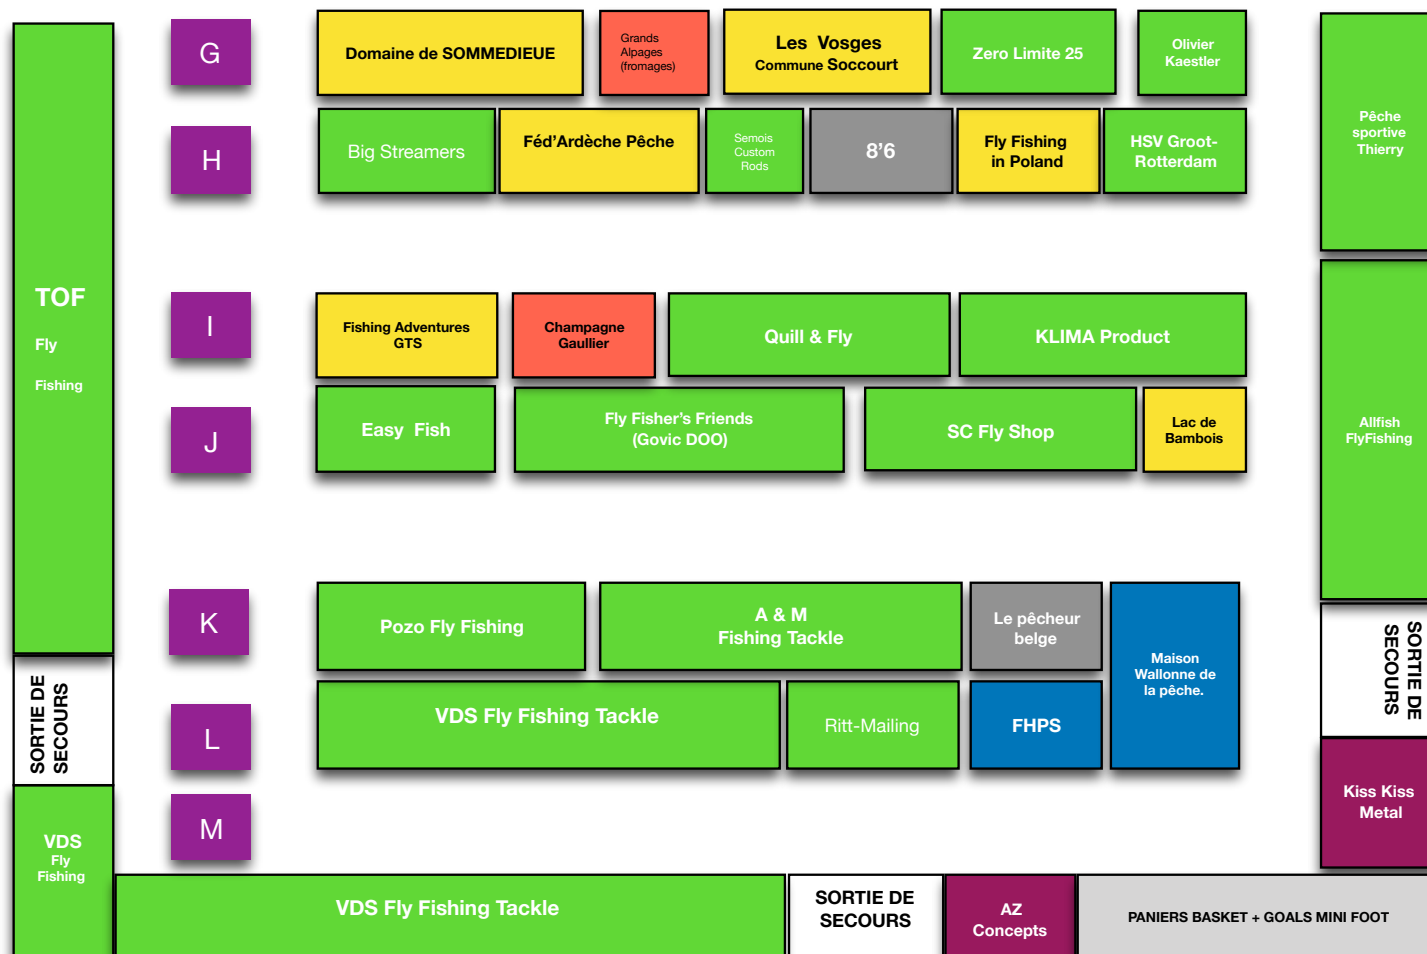 G
Domaine de SOMMEDIEUE
Grands
Alpages
(fromages)
Les Vosges
Commune Soccourt
Zero Limite 25
Olivier
Kaestler
H
Big Streamers
Féd'Ardèche Pêche
Semois
Custom
Rods
8'6
Fly Fishing
in Poland
HSV Groot-
Rotterdam
Pêche
sportive
Thierry
TOF
Fly
Fishing
I
Fishing Adventures
GTS
Champagne
Gaullier
Quill & Fly
KLIMA Product
J
Easy Fish
Fly Fisher's Friends
(Govic DOO)
SC Fly Shop
Lac de
Bambois
Allfish
FlyFishing
K
Pozo Fly Fishing
A & M
Fishing Tackle
Le pêcheur
belge
Maison
Wallonne de
la pêche.
SORTIE DE
SECOURS
SORTIE DE
SECOURS
L
VDS Fly Fishing Tackle
Ritt-Mailing
FHPS
Kiss Kiss
Metal
M
VDS
Fly
Fishing
VDS Fly Fishing Tackle
SORTIE DE
SECOURS
AZ
Concepts
PANIERS BASKET + GOALS MINI FOOT